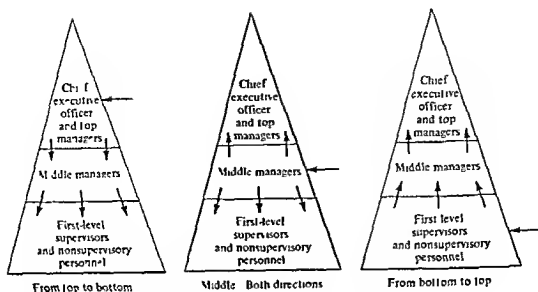 Chief
executive
officer
and top
managers
Middle managers
First-level
supervisors
and nonsupervisory
personnel
From top to bottom
Chief
executive
officer
and top
managers
Middle managers
First-level
supervisors
and nonsupervisory
personnel
Middle Both directions
Chief
executive
officer
and top
managers
Middle managers
First level
supervisors
and nonsupervisory
personnel
From bottom to top